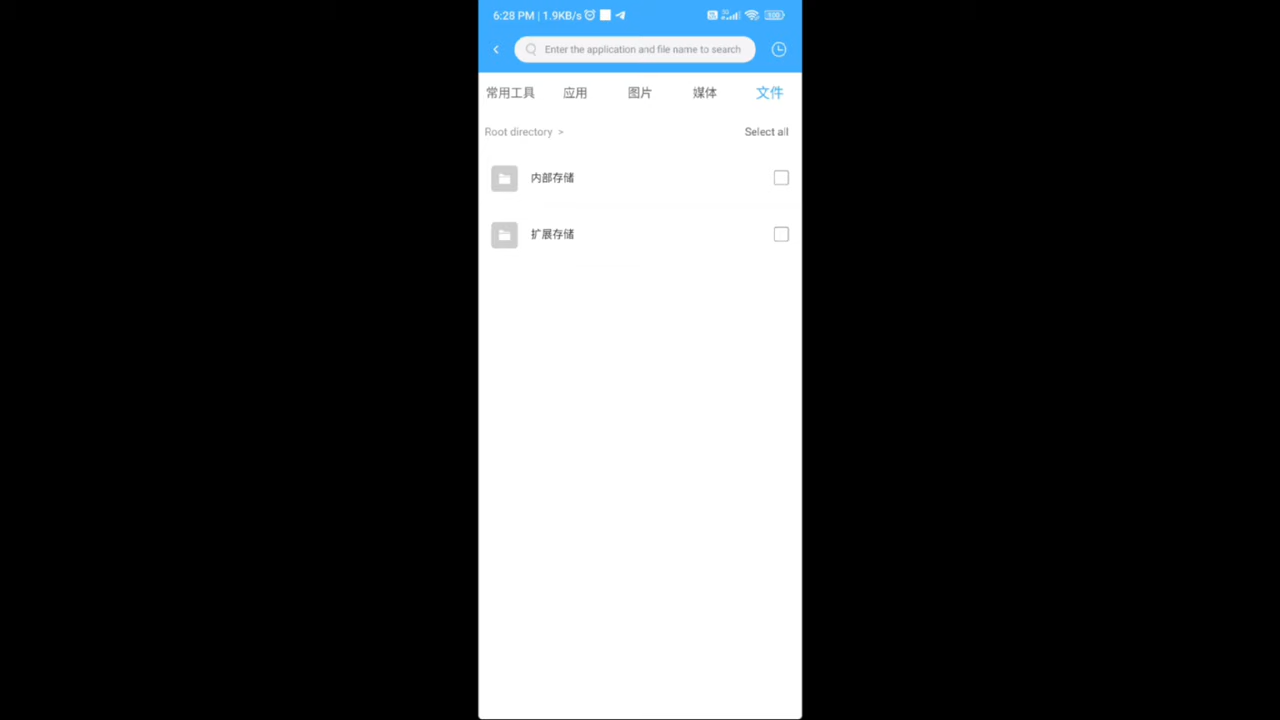 6:28 PM | 1.9KB/s
100
Enter the application and file name to search
常用工具 应用 图片 媒体 文件
Root directory > Select all
内部存储
扩展存储